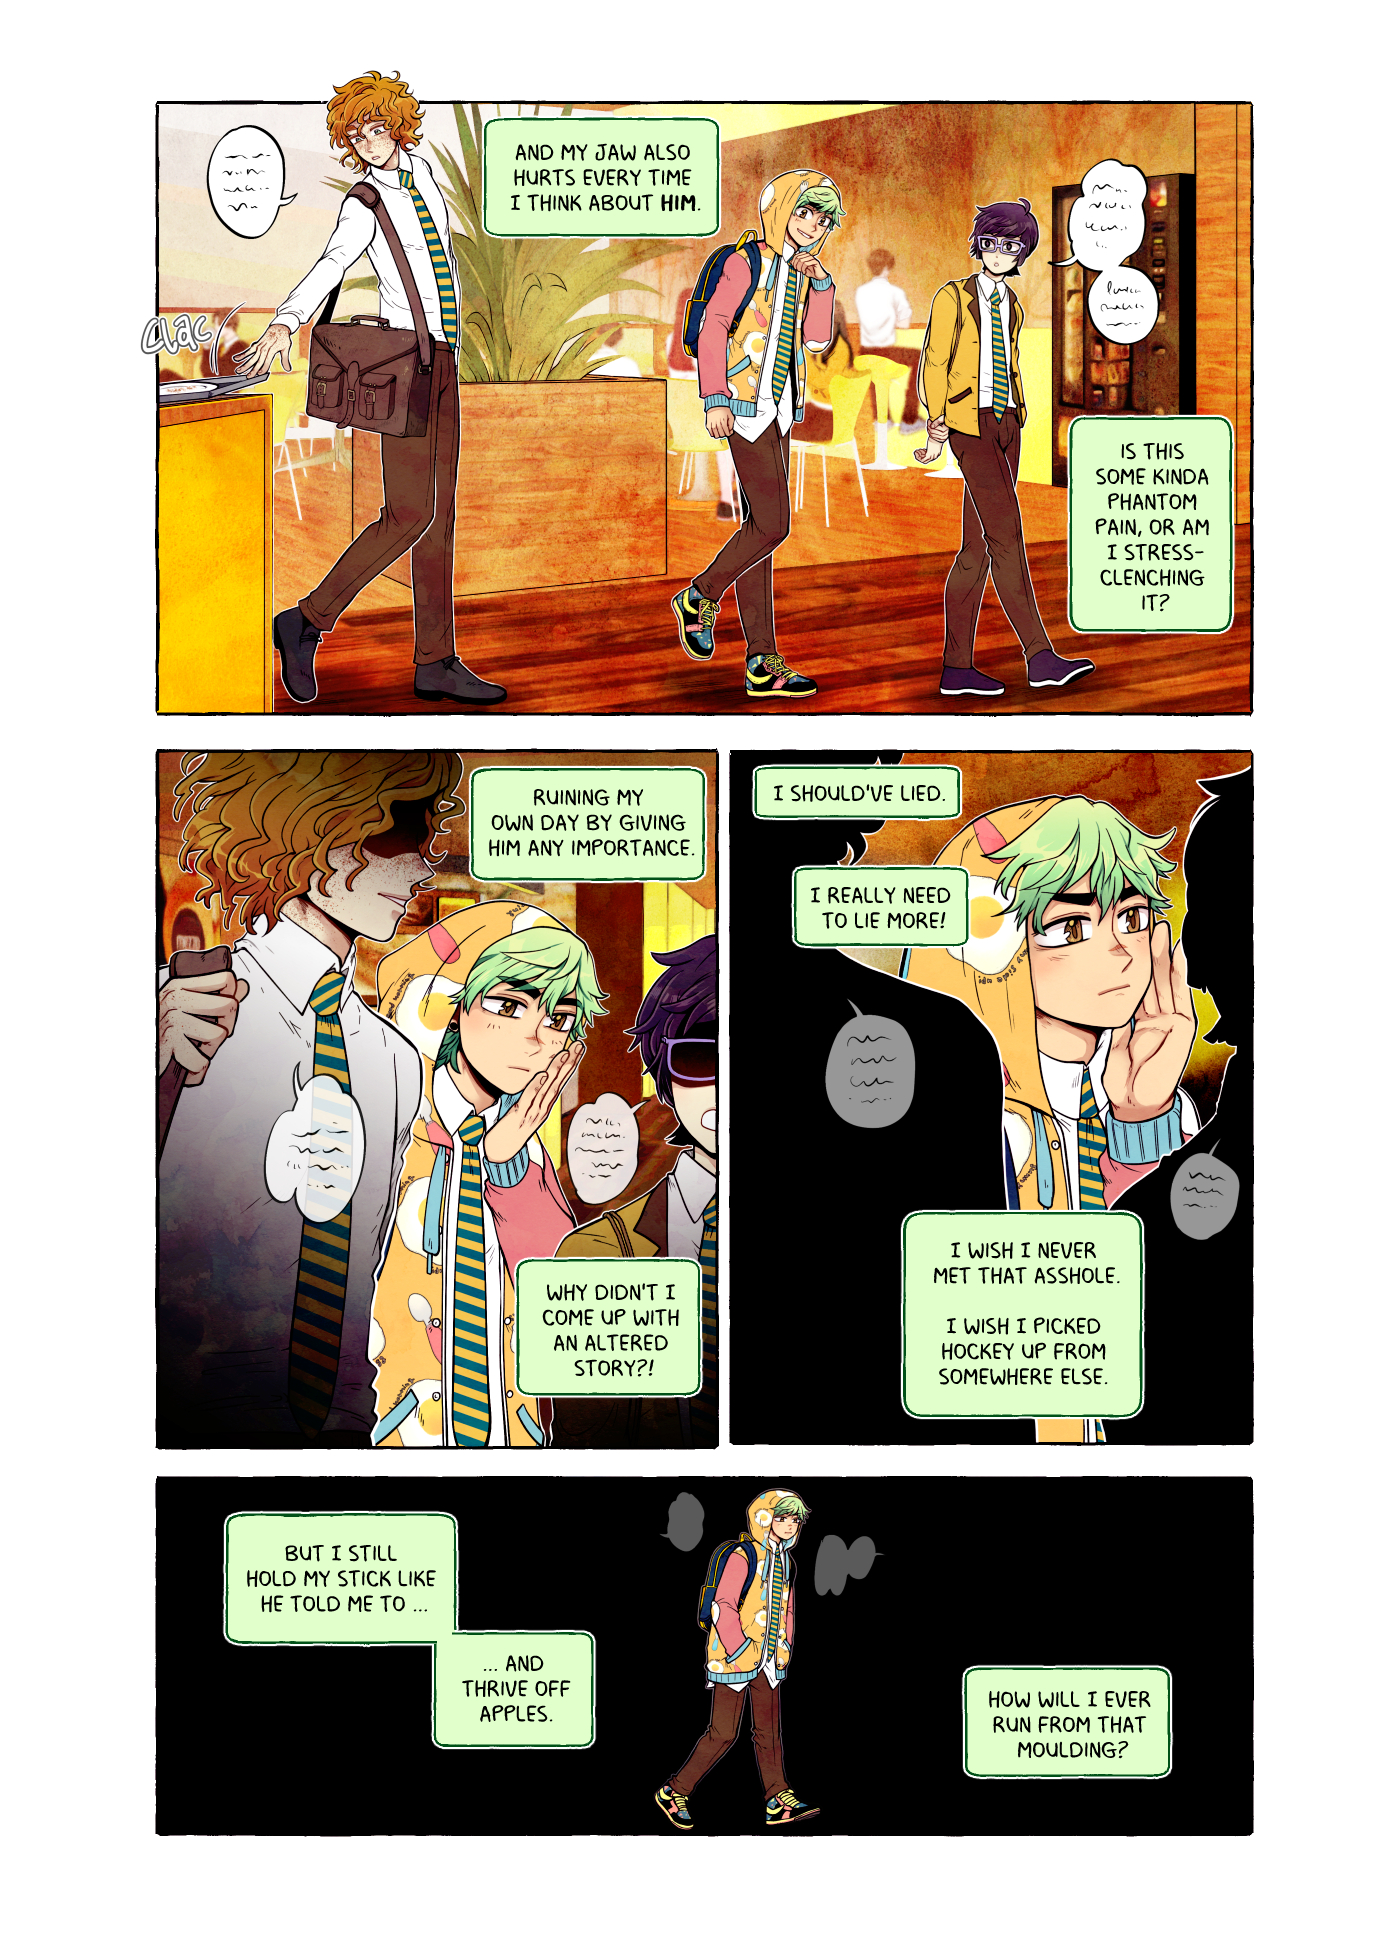 AND MY JAW ALSO
HURTS EVERY TIME
I THINK ABOUT HIM.
CLAC
IS THIS
SOME KINDA
PHANTOM
PAIN, OR AM
I STRESS-
CLENCHING
IT?
RUINING MY
OWN DAY BY GIVING
HIM ANY IMPORTANCE.
WHY DIDN'T I
COME UP WITH
AN ALTERED
STORY?!
I SHOULD'VE LIED.
I REALLY NEED
TO LIE MORE!
I WISH I NEVER
MET THAT ASSHOLE.
I WISH I PICKED
HOCKEY UP FROM
SOMEWHERE ELSE.
BUT I STILL
HOLD MY STICK LIKE
HE TOLD ME TO ...
... AND
THRIVE OFF
APPLES.
HOW WILL I EVER
RUN FROM THAT
MOULDING?